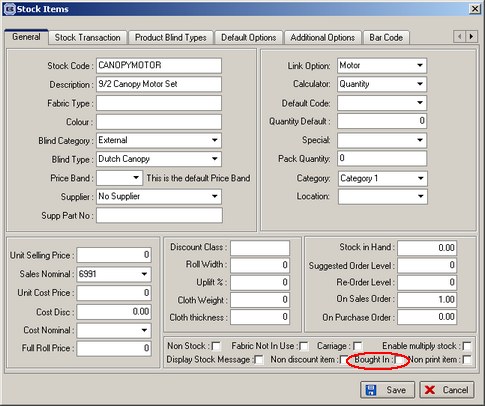 Stock Items
General Stock Transaction Product Blind Types Default Options Additional Options Bar Code
Stock Code : CANOPYMOTOR
Description : 9/2 Canopy Motor Set
Fabric Type :
Colour :
Blind Category : External
Blind Type : Dutch Canopy
Price Band : This is the default Price Band
Supplier : No Supplier
Supp Part No :
Link Option: Motor
Calculator: Quantity
Default Code:
Quantity Default : 0
Special:
Pack Quantity: 0
Category: Category 1
Location:
Unit Selling Price : 0
Sales Nominal : 6991
Unit Cost Price : 0
Cost Disc : 0.00
Cost Nominal :
Full Roll Price : 0
Discount Class :
Roll Width : 0
Uplift % : 0
Cloth Weight : 0
Cloth thickness : 0
Stock in Hand : 0.00
Suggested Order Level : 0
Re-Order Level : 0
On Sales Order : 1.00
On Purchase Order : 0.00
Non Stock : Fabric Not In Use : Carriage : Enable multiply stock :
Display Stock Message : Non discount item : Bought In : Non print item :
Save Cancel